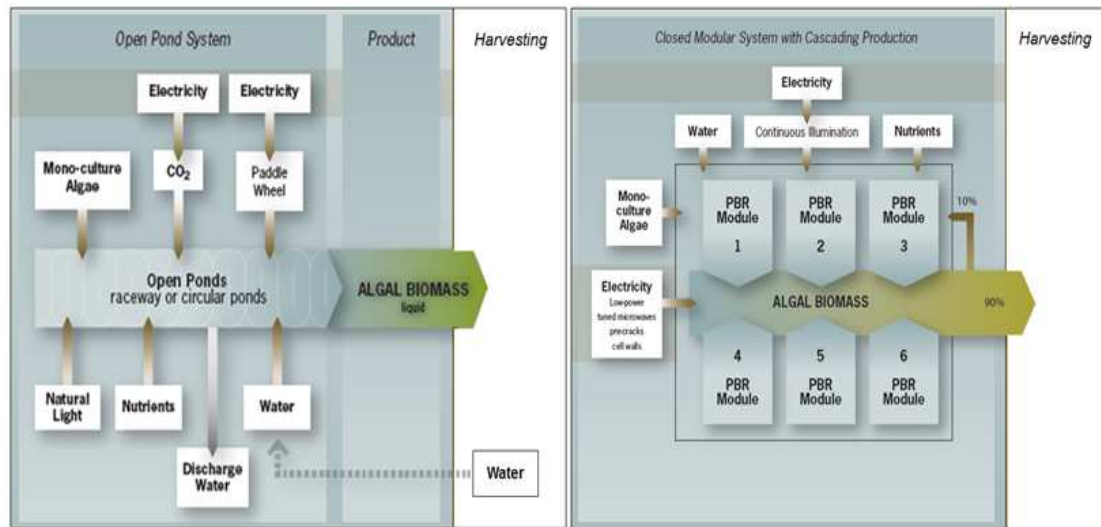 Open Pond System
Product
Harvesting
Electricity
Electricity
Mono-culture
Algae
CO₂
Paddle
Wheel
Open Ponds
raceway or circular ponds
ALGAL BIOMASS
liquid
Natural
Light
Nutrients
Water
Discharge
Water
Water
Closed Modular System with Cascading Production
Harvesting
Electricity
Water
Continuous Illumination
Nutrients
Mono-
culture
Algae
PBR
Module
1
PBR
Module
2
PBR
Module
3
10%
Electricity
Low-power
tuned microwaves
pre-cracks
cell walls
ALGAL BIOMASS
90%
4
PBR
Module
5
PBR
Module
6
PBR
Module